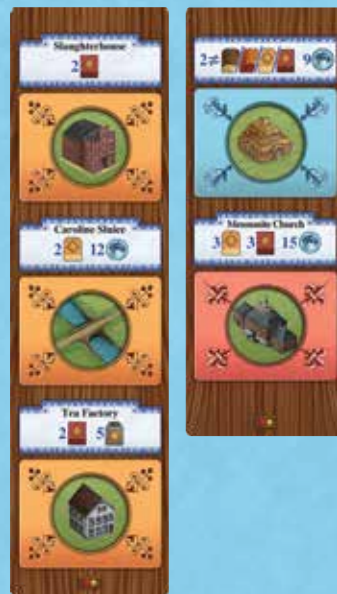 Slaughterhouse
2
Caroline Sluice
2 12
Tea Factory
2 5
2≠ 9
Mennonite Church
3 3 15